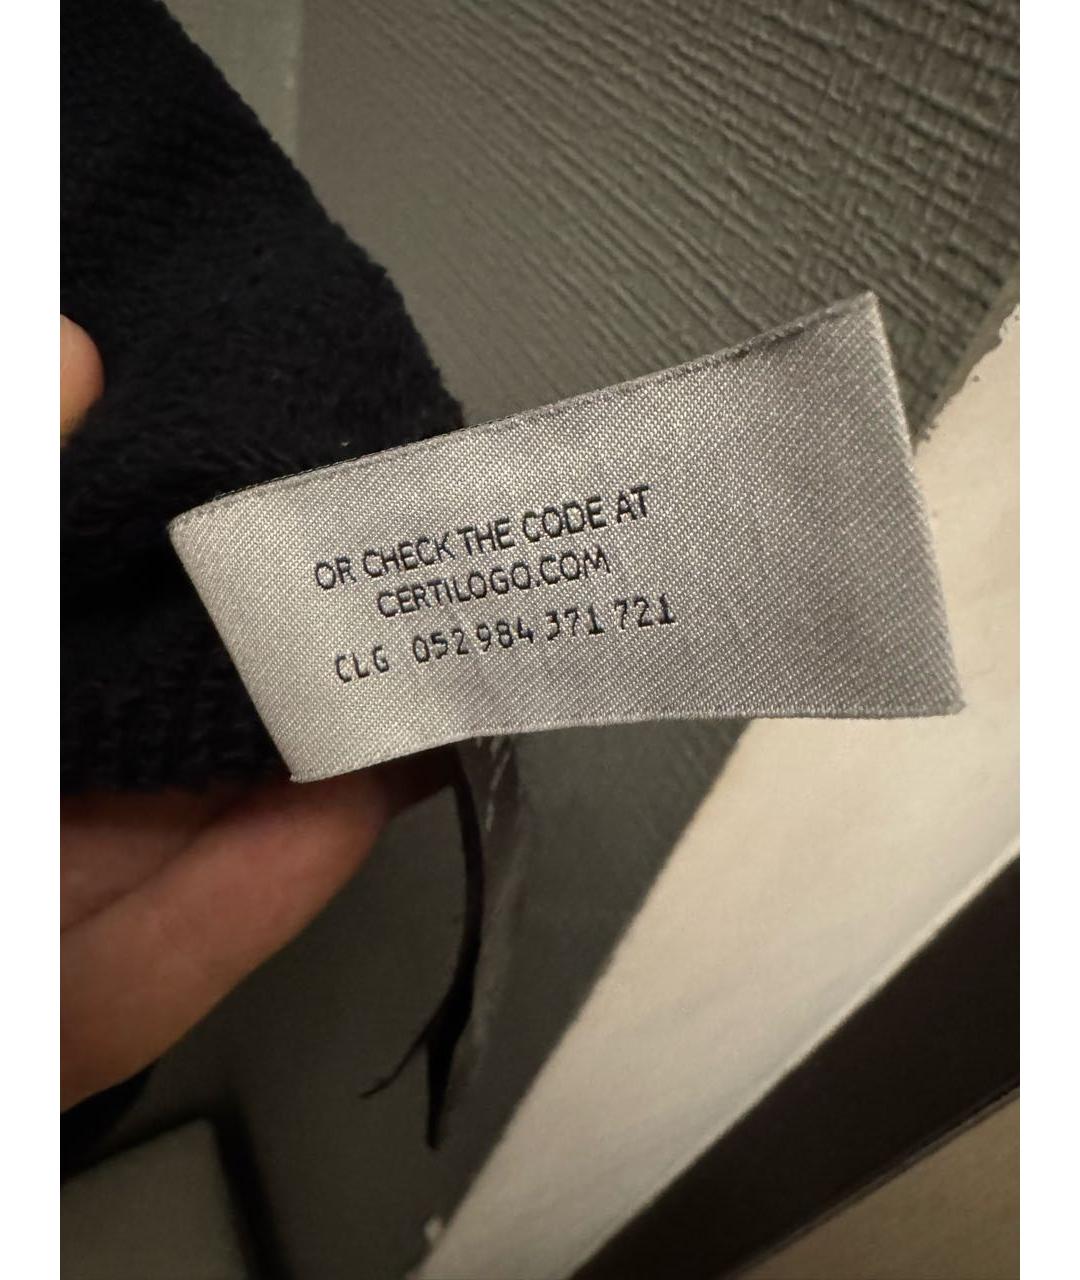 OR CHECK THE CODE AT
CERTILOGO.COM
CLG 052 984 371 721